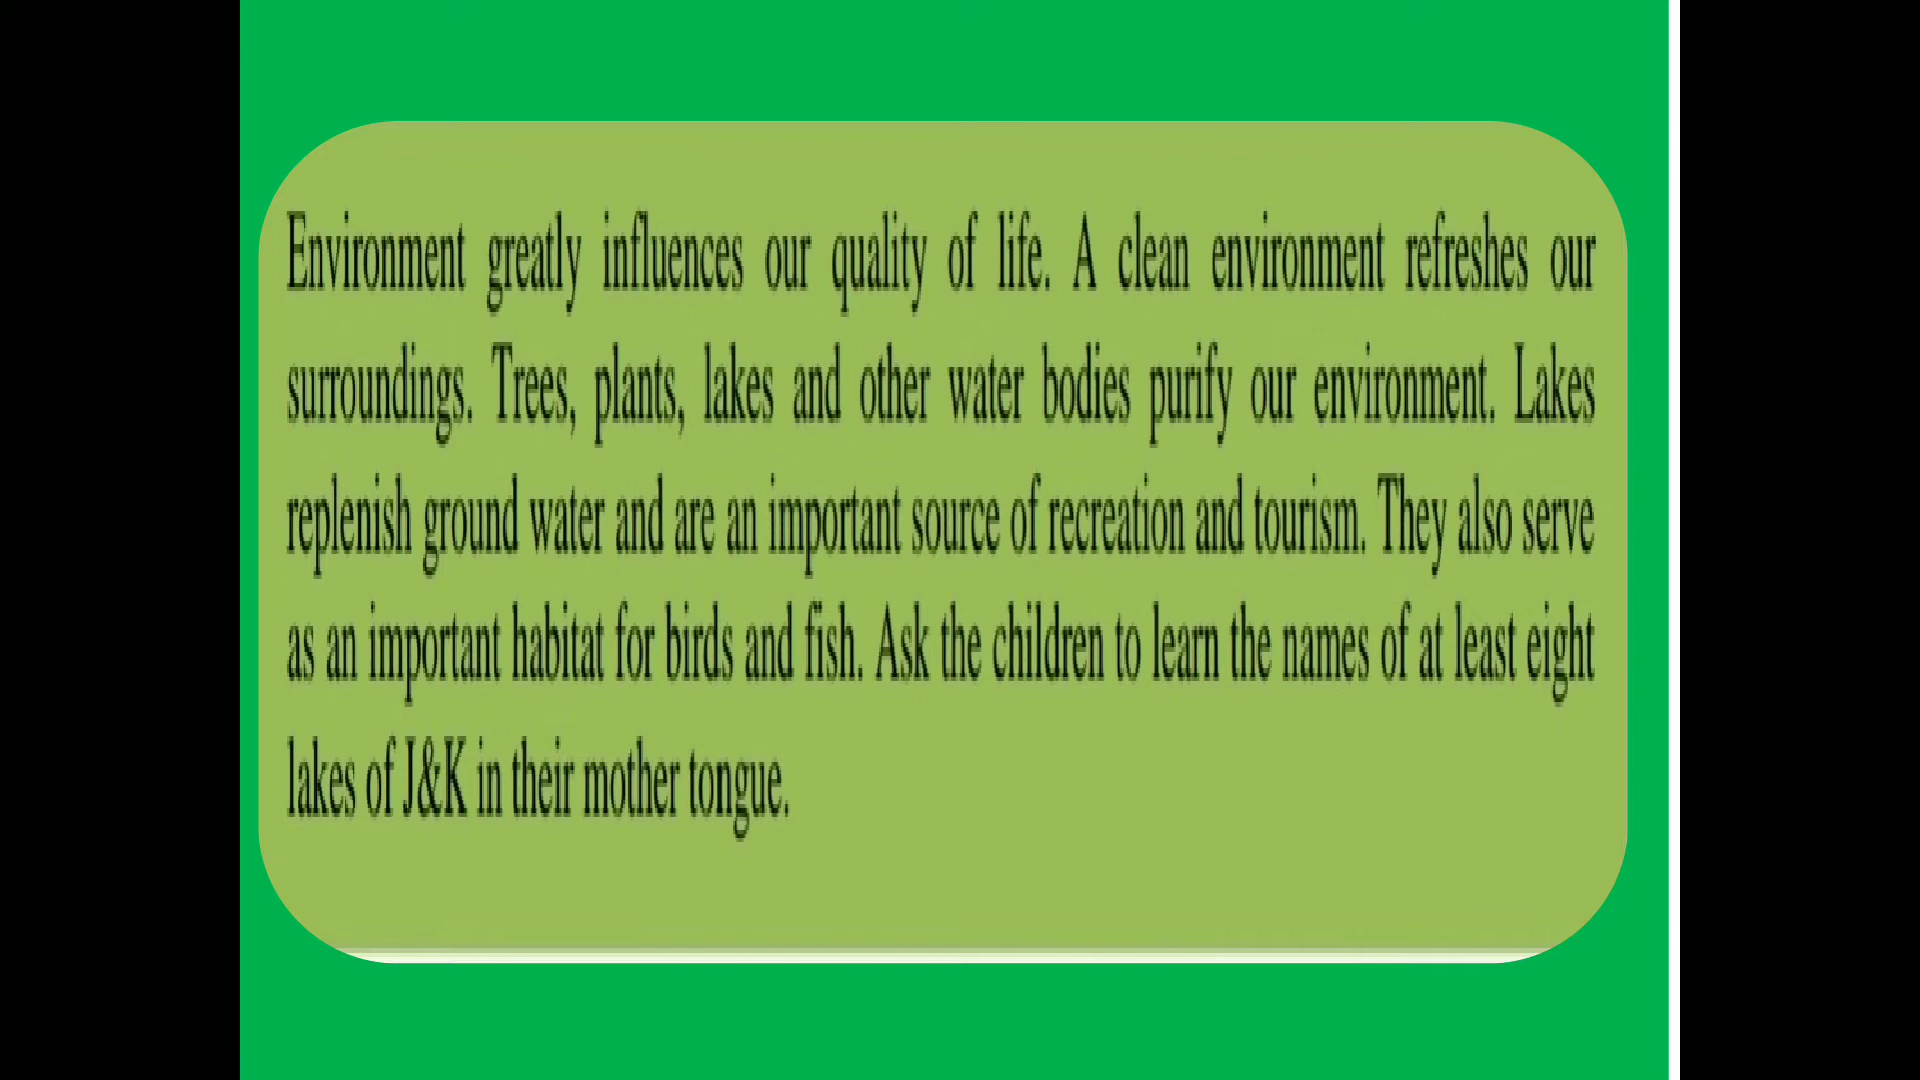 Environment greatly influences our quality of life. A clean environment refreshes our
surroundings. Trees, plants, lakes and other water bodies purify our environment. Lakes
replenish ground water and are an important source of recreation and tourism. They also serve
as an important habitat for birds and fish. Ask the children to learn the names of at least eight
lakes of J&K in their mother tongue.